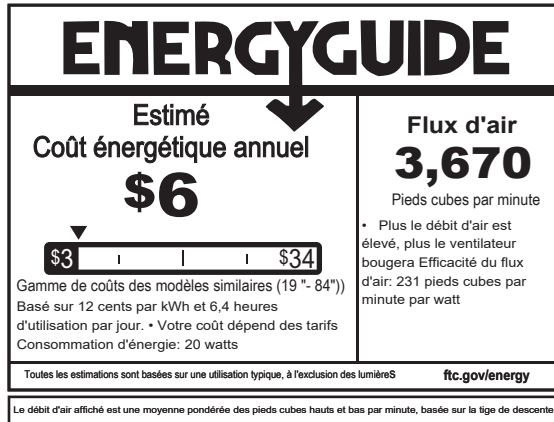 ENERGYGUIDE
Estimé
Coût énergétique annuel
$6
$3 $34
Gamme de coûts des modèles similaires (19 "- 84"))
Basé sur 12 cents par kWh et 6,4 heures
d'utilisation par jour. • Votre coût dépend des tarifs
Consommation d'énergie: 20 watts
Flux d'air
3,670
Pieds cubes par minute
• Plus le débit d'air est
élevé, plus le ventilateur
bougera Efficacité du flux
d'air: 231 pieds cubes par
minute par watt
Toutes les estimations sont basées sur une utilisation typique, à l'exclusion des lumièreS
ftc.gov/energy
Le débit d'air affiché est une moyenne pondérée des pieds cubes hauts et bas par minute, basée sur la tige de descente